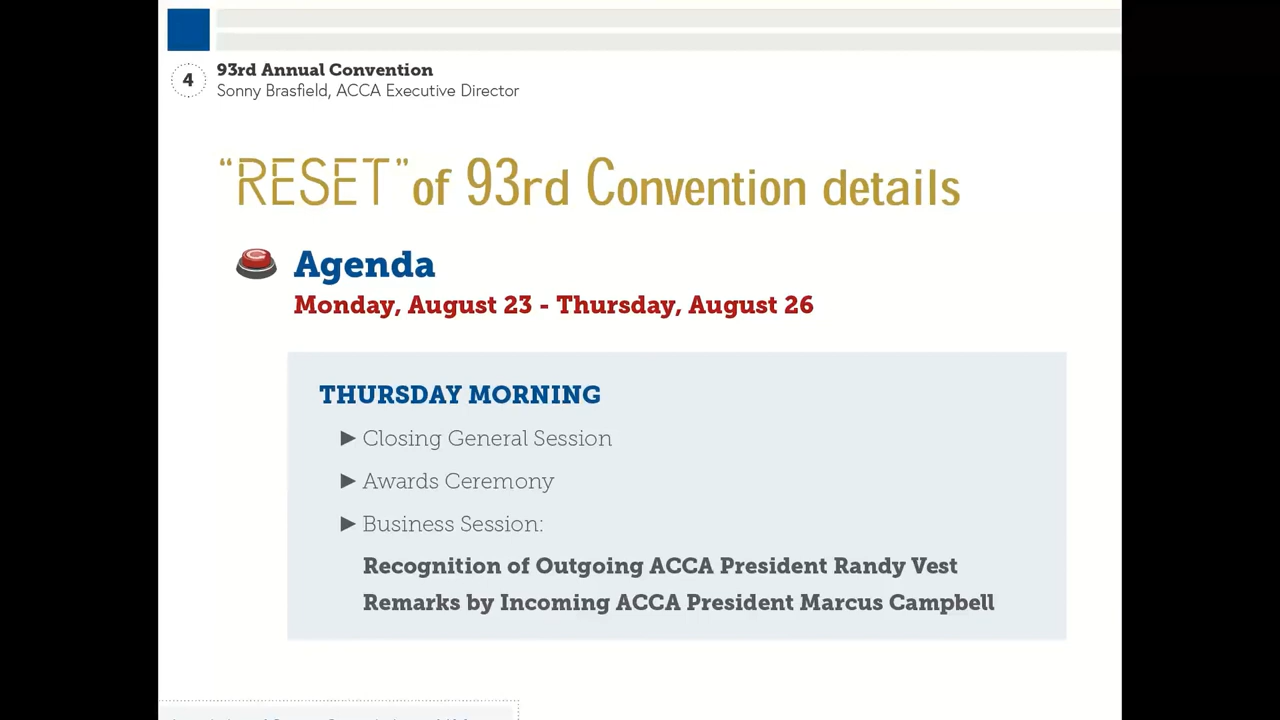 4
93rd Annual Convention
Sonny Brasfield, ACCA Executive Director
“RESET” of 93rd Convention details
Agenda
Monday, August 23 - Thursday, August 26
THURSDAY MORNING
► Closing General Session
► Awards Ceremony
► Business Session:
Recognition of Outgoing ACCA President Randy Vest
Remarks by Incoming ACCA President Marcus Campbell